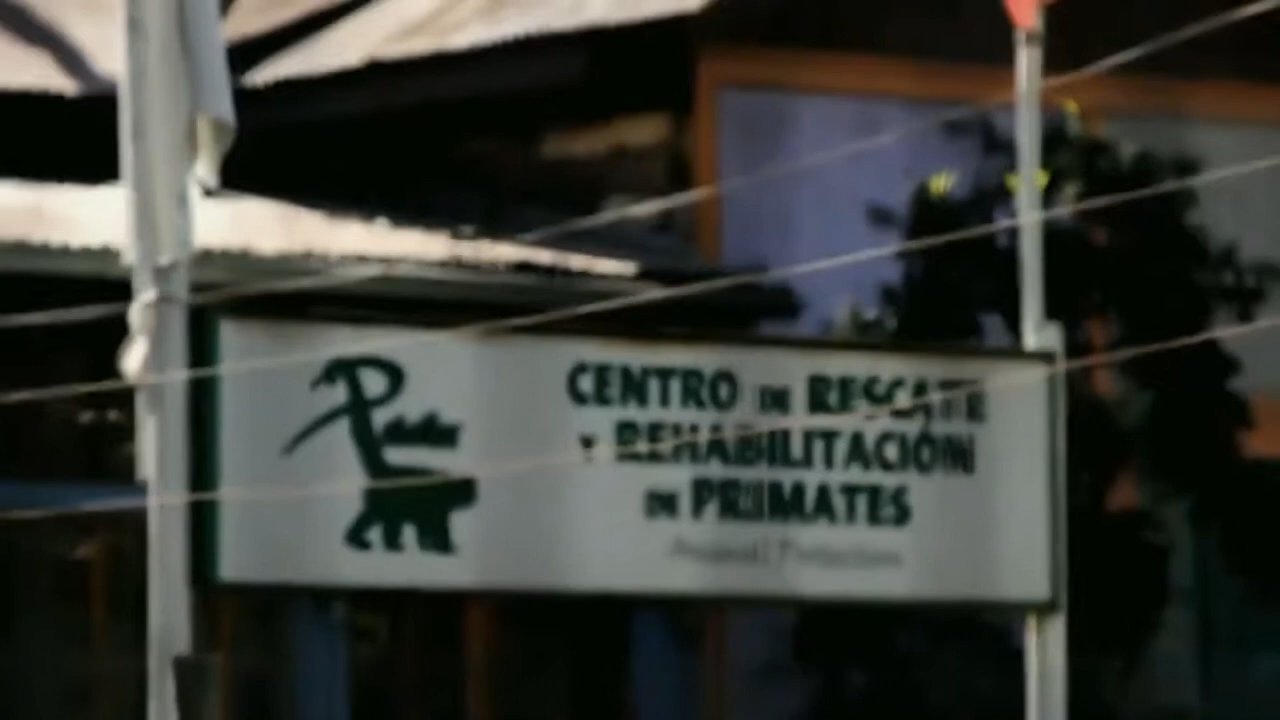 CENTRO DE RESCATE
Y REHABILITACIÓN
DE PRIMATES